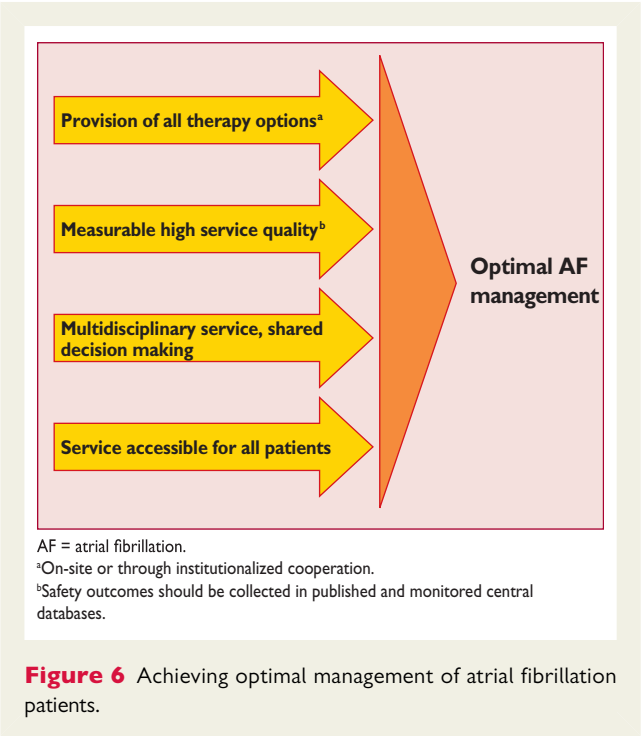 Provision of all therapy optionsᵃ
Measurable high service qualityᵇ
Multidisciplinary service, shared
decision making
Service accessible for all patients
Optimal AF
management
AF = atrial fibrillation.
ᵃOn-site or through institutionalized cooperation.
ᵇSafety outcomes should be collected in published and monitored central
databases.
Figure 6 Achieving optimal management of atrial fibrillation
patients.